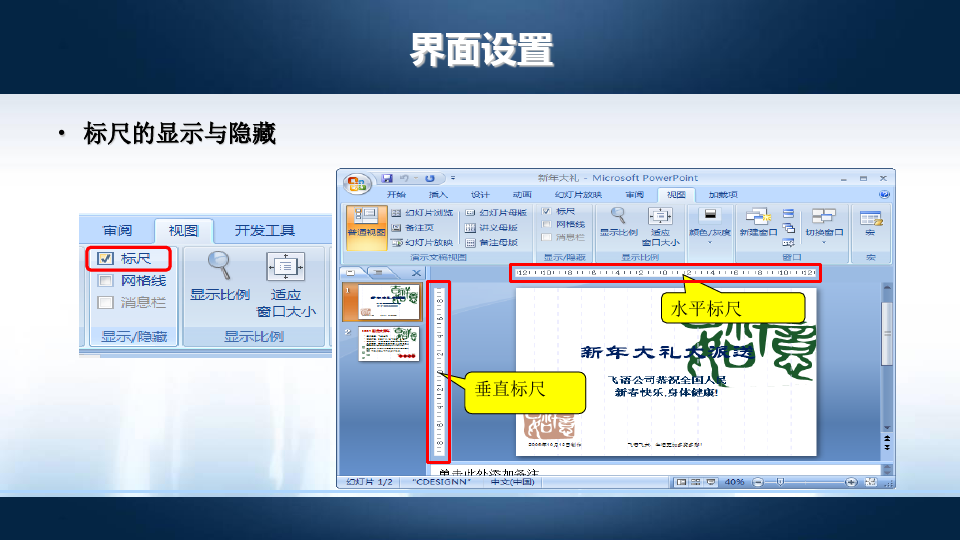 界面设置
• 标尺的显示与隐藏
审阅 视图 开发工具
标尺
网格线
消息栏
显示/隐藏
显示比例
适应
窗口大小
显示比例
新年大礼 - Microsoft PowerPoint
开始 插入 设计 动画 幻灯片放映 审阅 视图 加载项
普通视图
幻灯片浏览
备注页
幻灯片放映
幻灯片母版
讲义母版
备注母版
演示文稿视图
标尺
网格线
消息栏
显示/隐藏
显示比例
适应
窗口大小
显示比例
颜色/灰度
新建窗口
切换窗口
窗口
宏
宏
水平标尺
垂直标尺
新年大礼大派送
飞语公司恭祝全国人民
新春快乐,身体健康!
单击此处添加备注
幻灯片 1/2 "CDESIGNN" 中文(中国) 40%